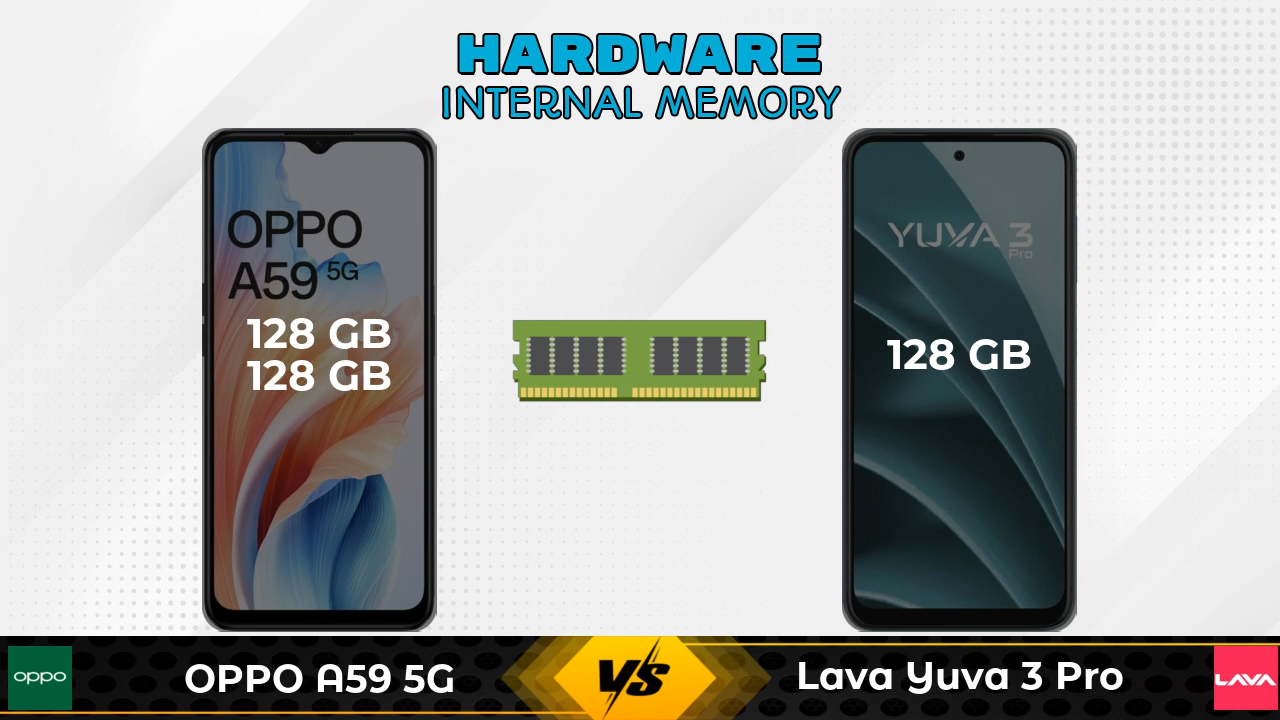 HARDWARE
INTERNAL MEMORY
OPPO
A59 5G
128 GB
128 GB
YUVA 3
Pro
128 GB
oppo
OPPO A59 5G
VS
Lava Yuva 3 Pro
LAVA